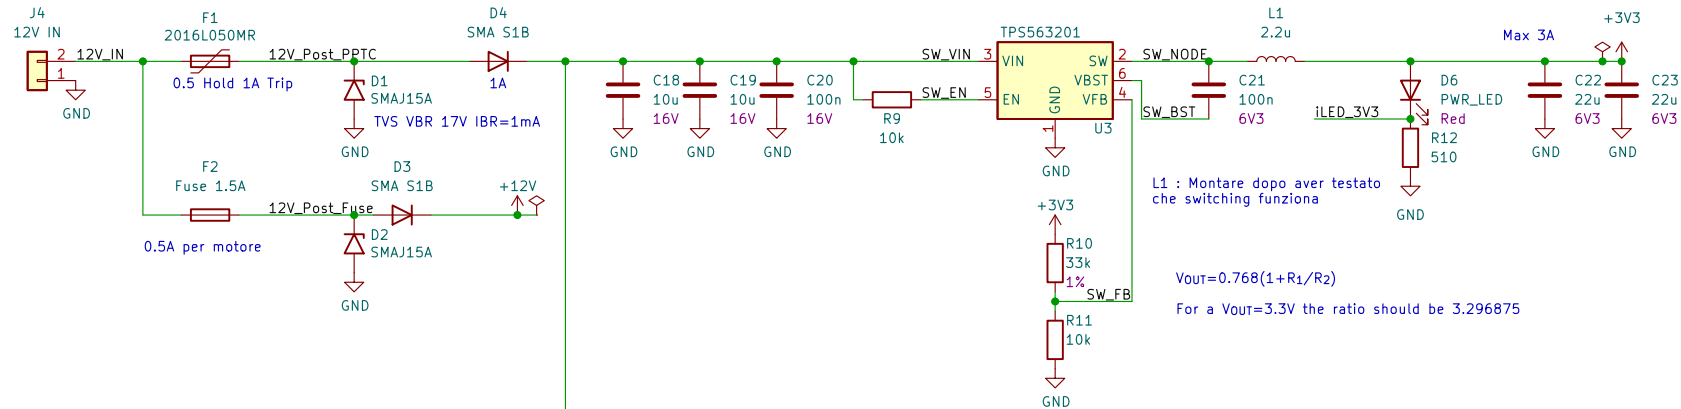 J4
12V IN
2
1
12V_IN
GND
F1
2016L050MR
0.5 Hold 1A Trip
12V_Post_PPTC
D1
SMAJ15A
TVS VBR 17V IBR=1mA
GND
D4
SMA S1B
1A
F2
Fuse 1.5A
0.5A per motore
12V_Post_Fuse
D3
SMA S1B
+12V
D2
SMAJ15A
GND
C18
10u
16V
GND
C19
10u
16V
GND
C20
100n
16V
GND
SW_VIN
SW_EN
R9
10k
TPS563201
3
VIN
5
EN
GND
1
SW
2
VBST
6
VFB
4
U3
GND
SW_NODE
SW_BST
C21
100n
6V3
L1
2.2u
L1 : Montare dopo aver testato
che switching funziona
iLED_3V3
D6
PWR_LED
Red
R12
510
GND
Max 3A
+3V3
C22
22u
6V3
GND
C23
22u
6V3
GND
+3V3
R10
33k
1%
SW_FB
R11
10k
GND
VOUT=0.768(1+R1/R2)
For a VOUT=3.3V the ratio should be 3.296875